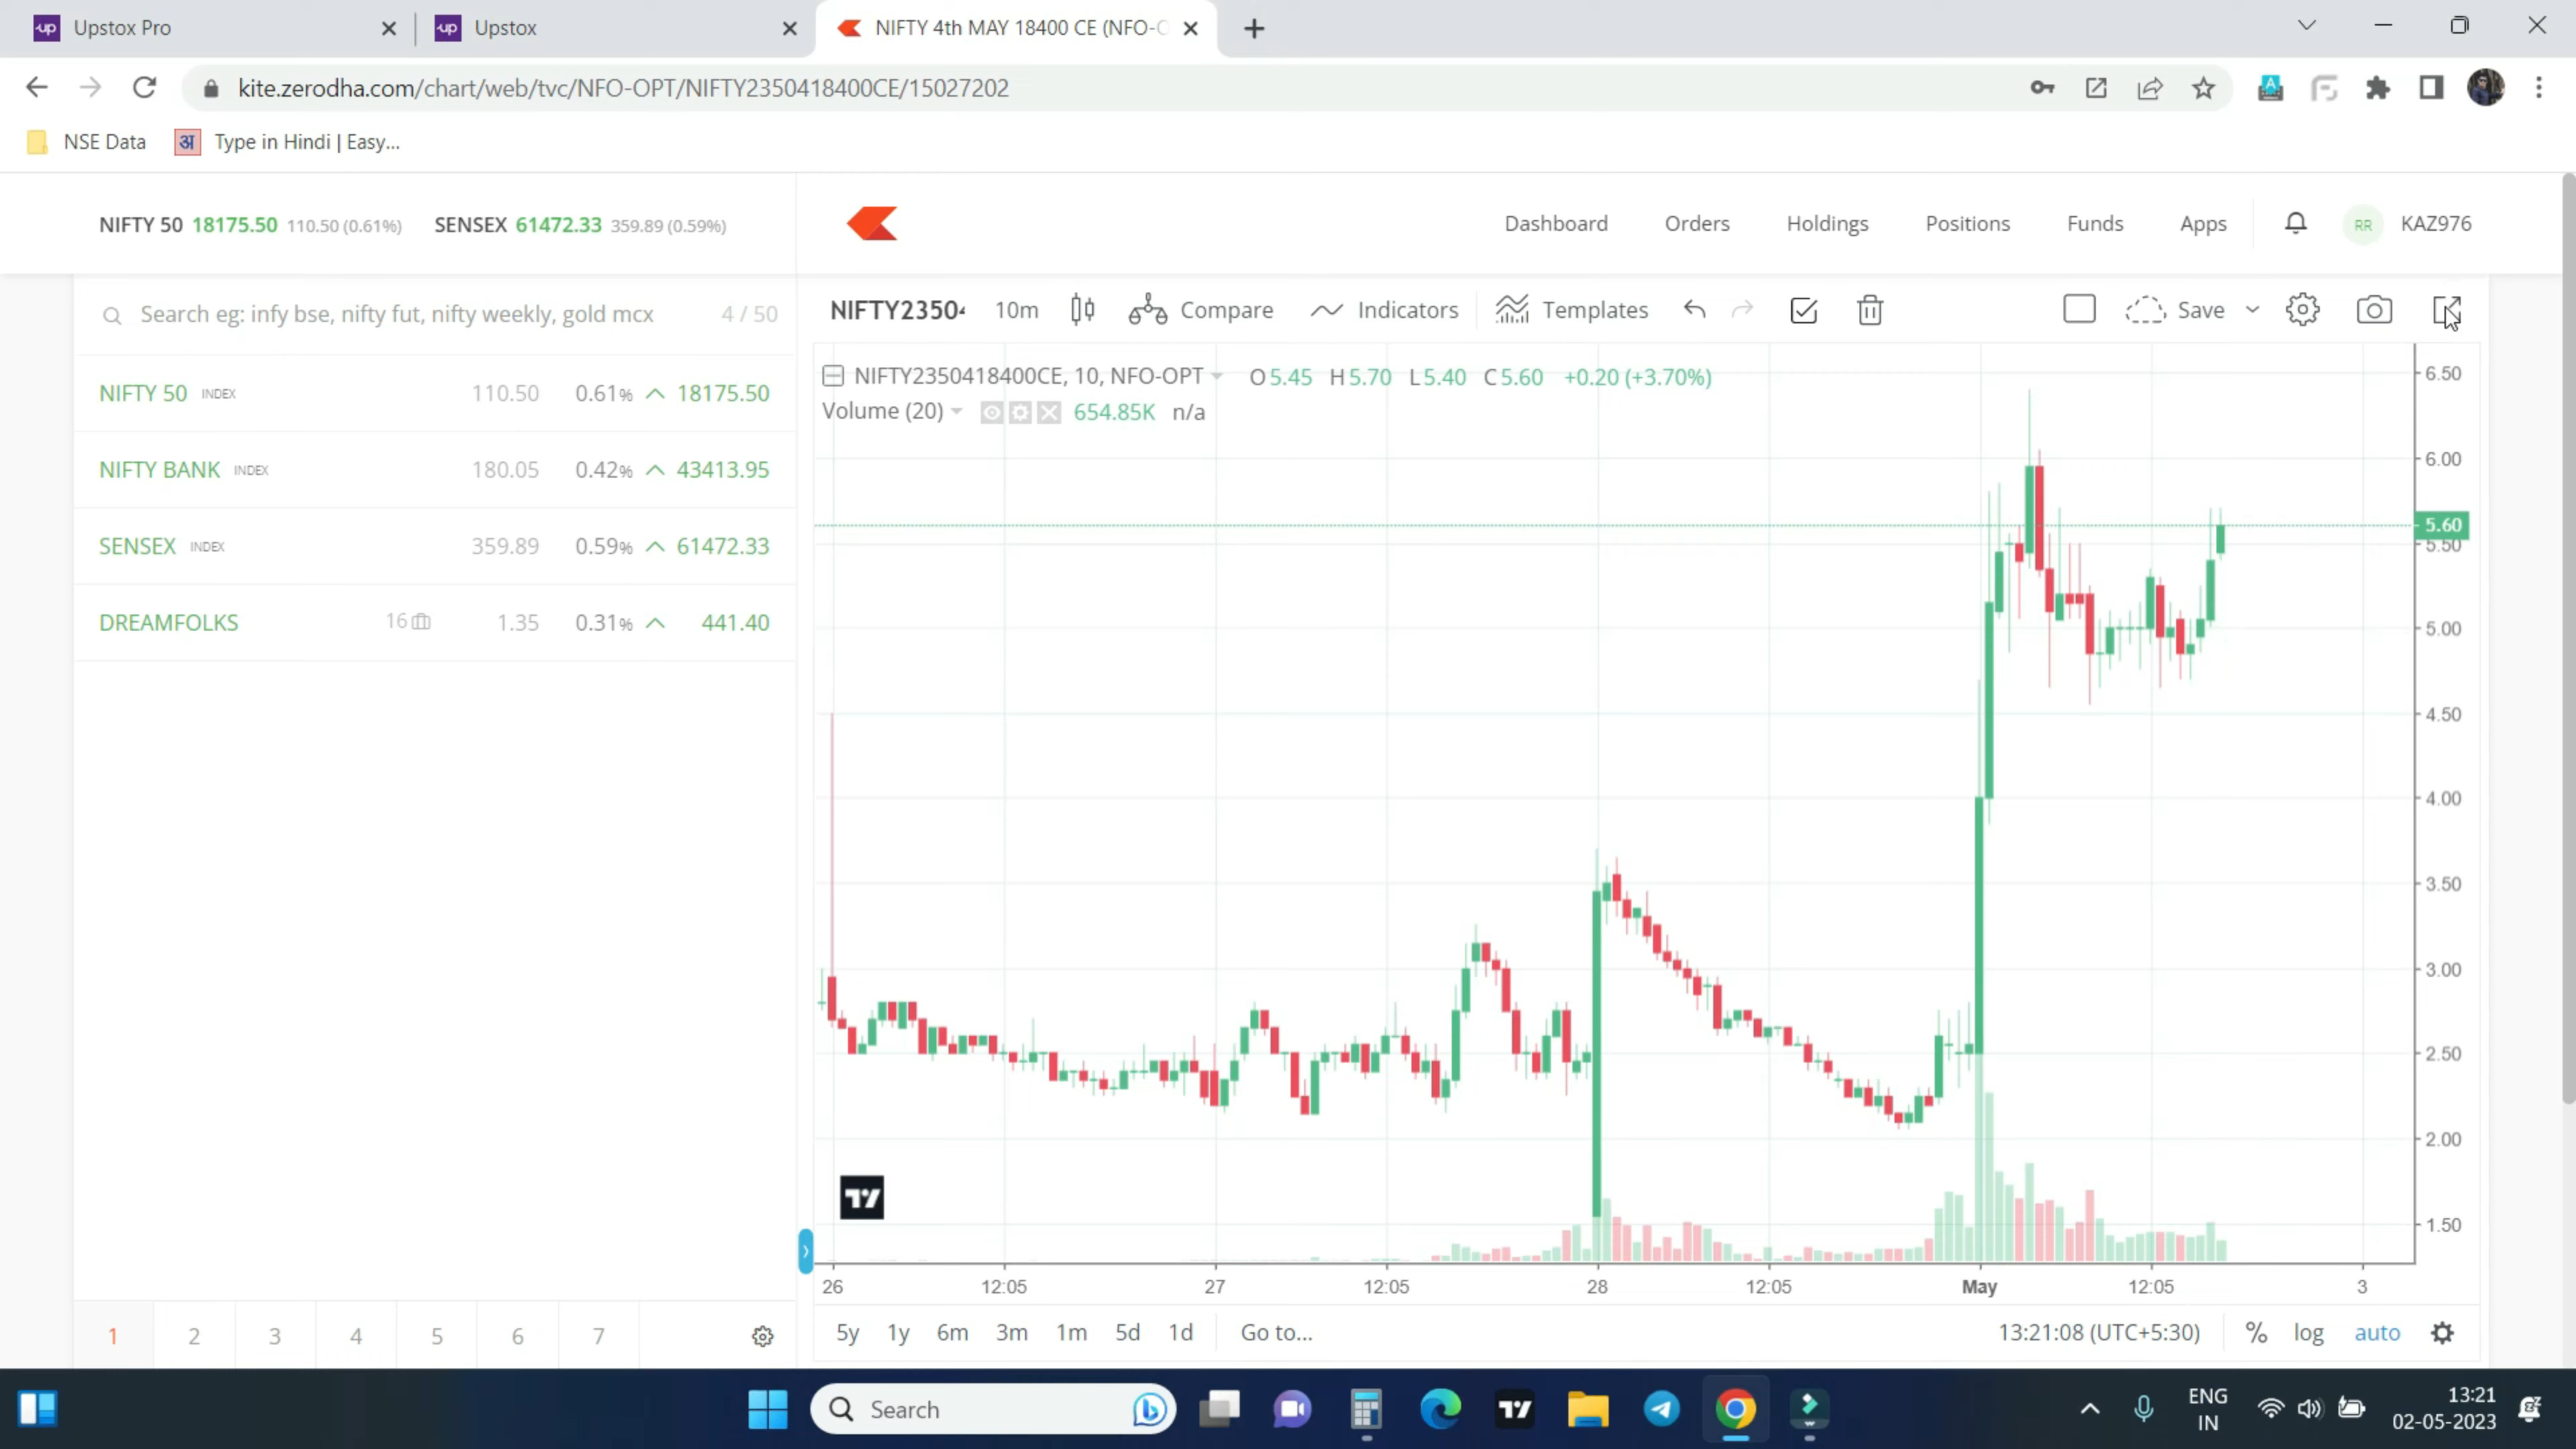 Upstox Pro
Upstox
NIFTY 4th MAY 18400 CE (NFO-O
kite.zerodha.com/chart/web/tvc/NFO-OPT/NIFTY2350418400CE/15027202
NSE Data
अ Type in Hindi | Easy...
NIFTY 50 18175.50 110.50 (0.61%) SENSEX 61472.33 359.89 (0.59%)
Dashboard Orders Holdings Positions Funds Apps RR KAZ976
Search eg: infy bse, nifty fut, nifty weekly, gold mcx 4 / 50
NIFTY 50 INDEX 110.50 0.61% 18175.50
NIFTY BANK INDEX 180.05 0.42% 43413.95
SENSEX INDEX 359.89 0.59% 61472.33
DREAMFOLKS 16 1.35 0.31% 441.40
1 2 3 4 5 6 7
10m Compare Indicators Templates Save
NIFTY2350418400CE, 10, NFO-OPT O5.45 H5.70 L5.40 C5.60 +0.20 (+3.70%)
Volume (20) 654.85K n/a
6.50
6.00
5.60
5.50
5.00
4.50
4.00
3.50
3.00
2.50
2.00
1.50
26 12:05 27 12:05 28 12:05 May 12:05 3
5y 1y 6m 3m 1m 5d 1d Go to... 13:21:08 (UTC+5:30) % log auto
Search
ENG
IN
13:21
02-05-2023